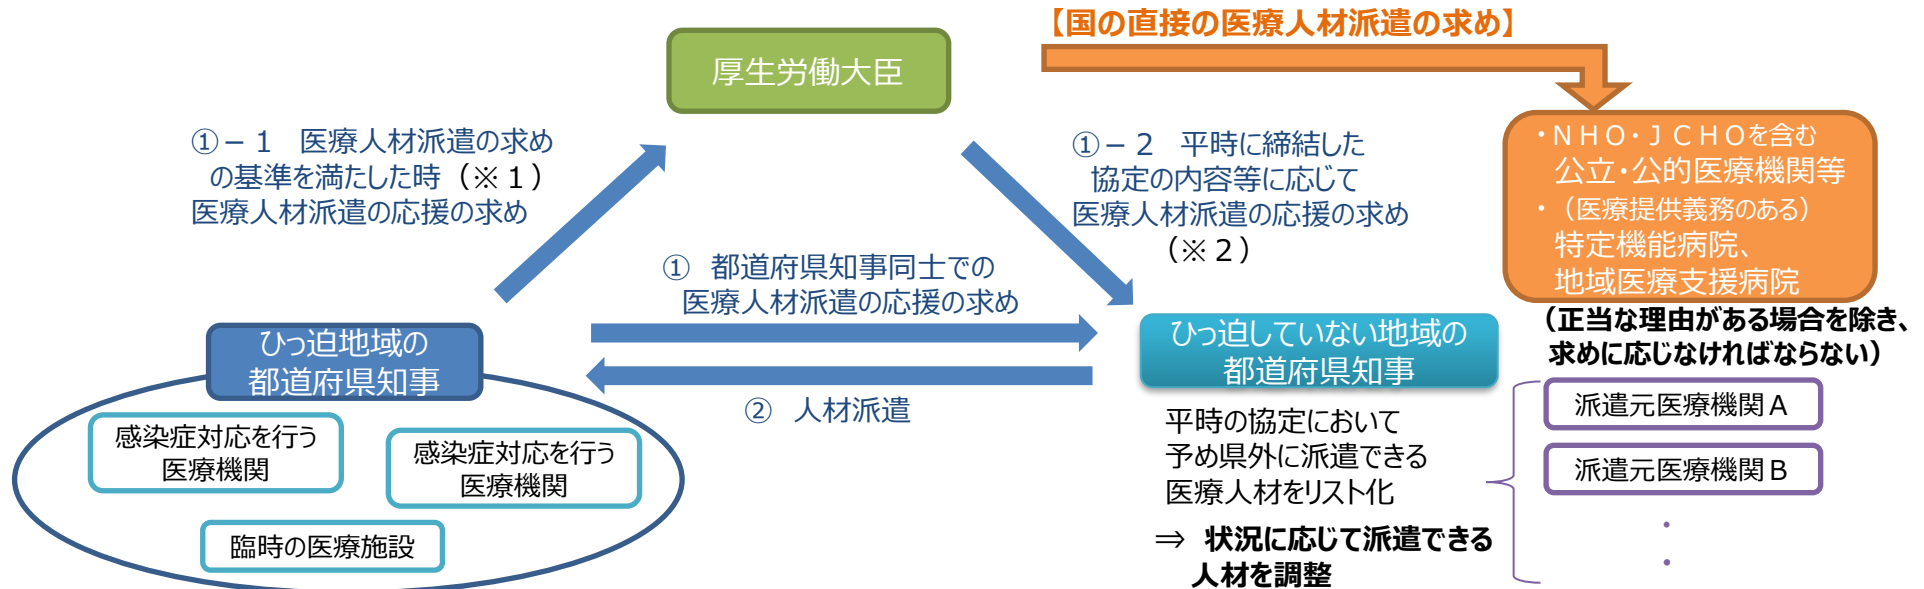 【国の直接の医療人材派遣の求め】
厚生労働大臣
①－１　医療人材派遣の求め
の基準を満たした時（※１）
医療人材派遣の応援の求め
①－２　平時に締結した
協定の内容等に応じて
医療人材派遣の応援の求め
（※２）
・ＮＨＯ・ＪＣＨＯを含む
公立・公的医療機関等
・（医療提供義務のある）
特定機能病院、
地域医療支援病院
（正当な理由がある場合を除き、
求めに応じなければならない）
①　都道府県知事同士での
医療人材派遣の応援の求め
ひっ迫地域の
都道府県知事
ひっ迫していない地域の
都道府県知事
②　人材派遣
感染症対応を行う
医療機関
感染症対応を行う
医療機関
臨時の医療施設
平時の協定において
予め県外に派遣できる
医療人材をリスト化
⇒ 状況に応じて派遣できる
人材を調整
派遣元医療機関Ａ
派遣元医療機関Ｂ
・
・